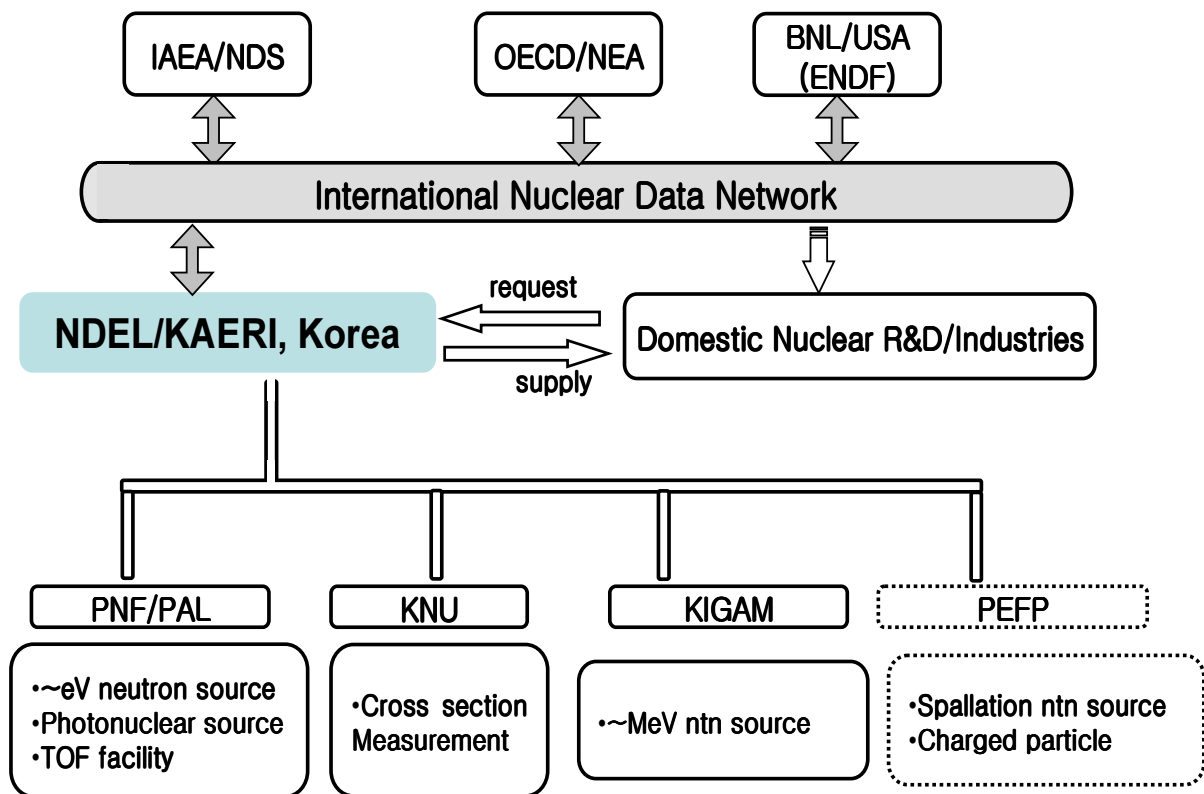 IAEA/NDS
OECD/NEA
BNL/USA
(ENDF)
International Nuclear Data Network
NDEL/KAERI, Korea
request
supply
Domestic Nuclear R&D/Industries
PNF/PAL
KNU
KIGAM
PEFP
•~eV neutron source
•Photonuclear source
•TOF facility
•Cross section
Measurement
•~MeV ntn source
•Spallation ntn source
•Charged particle